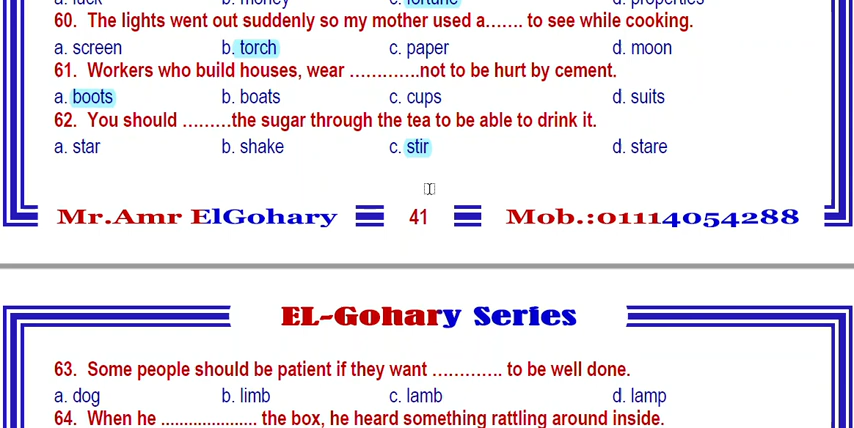 a. luck b. money c. fortune d. properties
60. The lights went out suddenly so my mother used a……. to see while cooking.
a. screen b. torch c. paper d. moon
61. Workers who build houses, wear ………….not to be hurt by cement.
a. boots b. boats c. cups d. suits
62. You should ………the sugar through the tea to be able to drink it.
a. star b. shake c. stir d. stare
Mr.Amr ElGohary 41 Mob.:01114054288
EL-Gohary Series
63. Some people should be patient if they want …………. to be well done.
a. dog b. limb c. lamb d. lamp
64. When he ..................... the box, he heard something rattling around inside.